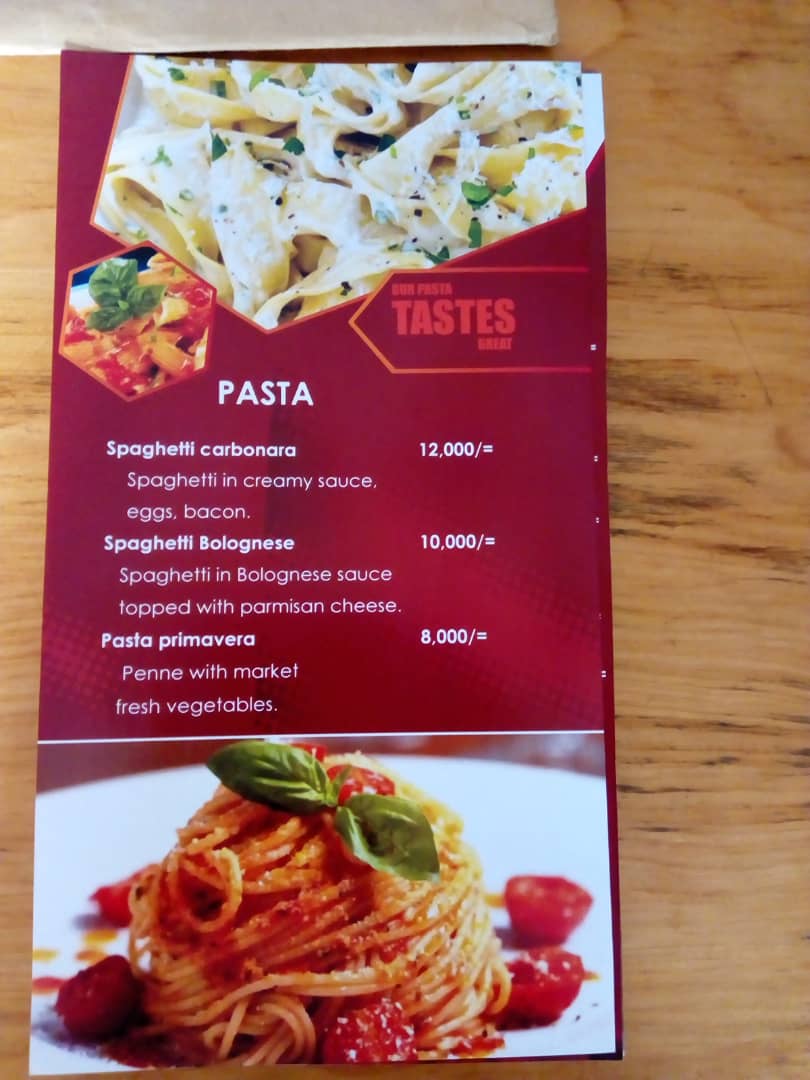 OUR PASTA
TASTES
GREAT
PASTA
Spaghetti carbonara 12,000/=
Spaghetti in creamy sauce,
eggs, bacon.
Spaghetti Bolognese 10,000/=
Spaghetti in Bolognese sauce
topped with parmisan cheese.
Pasta primavera 8,000/=
Penne with market
fresh vegetables.